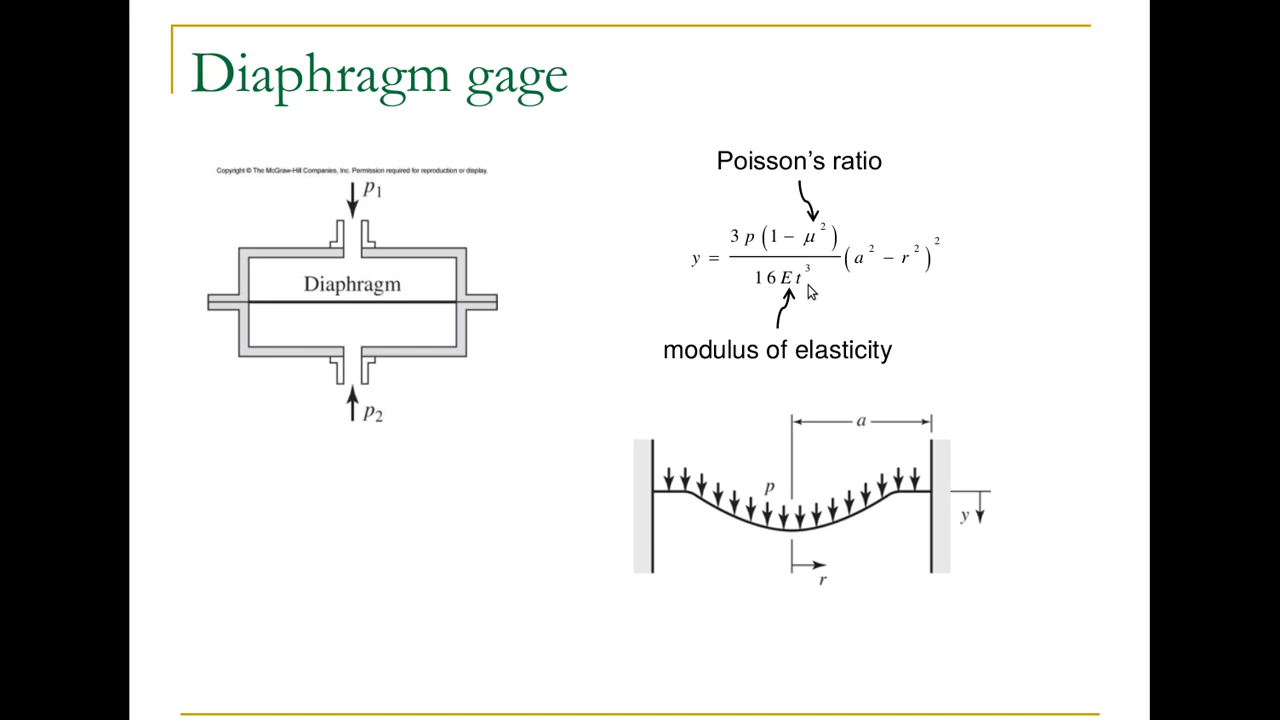 Diaphragm gage
Copyright © The McGraw-Hill Companies, Inc. Permission required for reproduction or display.
p₁
Diaphragm
p₂
Poisson’s ratio
y = 3 p (1 − μ²) / 16 E t³ (a² − r²)²
modulus of elasticity
a
p
y
r